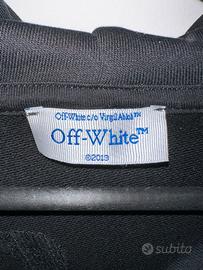 Off-White c/o Virgil Abloh™
Off-White™
©2013
subito